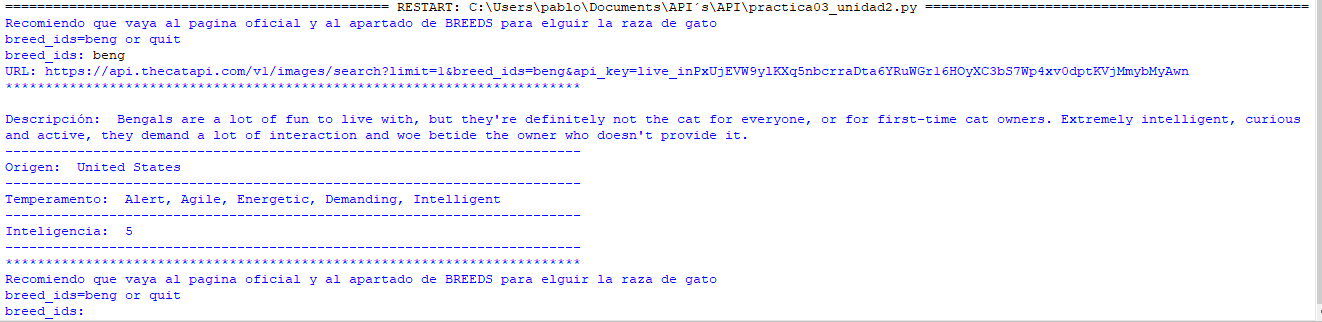 ================================================ RESTART: C:\Users\pablo\Documents\API´s\API\practica03_unidad2.py ================================================
Recomiendo que vaya al pagina oficial y al apartado de BREEDS para elguir la raza de gato
breed_ids=beng or quit
breed_ids: beng
URL: https://api.thecatapi.com/v1/images/search?limit=1&breed_ids=beng&api_key=live_inPxUjEVW9ylKXq5nbcrraDta6YRuWGr16HOyXC3bS7Wp4xv0dptKVjMmybMyAwn
************************************************************************
Descripción:  Bengals are a lot of fun to live with, but they're definitely not the cat for everyone, or for first-time cat owners. Extremely intelligent, curious
and active, they demand a lot of interaction and woe betide the owner who doesn't provide it.
------------------------------------------------------------------------
Origen:  United States
------------------------------------------------------------------------
Temperamento:  Alert, Agile, Energetic, Demanding, Intelligent
------------------------------------------------------------------------
Inteligencia:  5
------------------------------------------------------------------------
************************************************************************
Recomiendo que vaya al pagina oficial y al apartado de BREEDS para elguir la raza de gato
breed_ids=beng or quit
breed_ids: